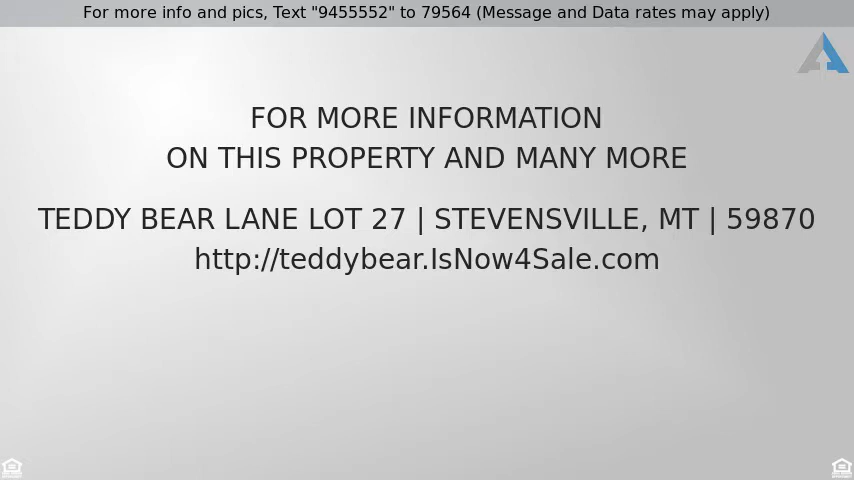 For more info and pics, Text "9455552" to 79564 (Message and Data rates may apply)
FOR MORE INFORMATION
ON THIS PROPERTY AND MANY MORE
TEDDY BEAR LANE LOT 27 | STEVENSVILLE, MT | 59870
http://teddybear.IsNow4Sale.com